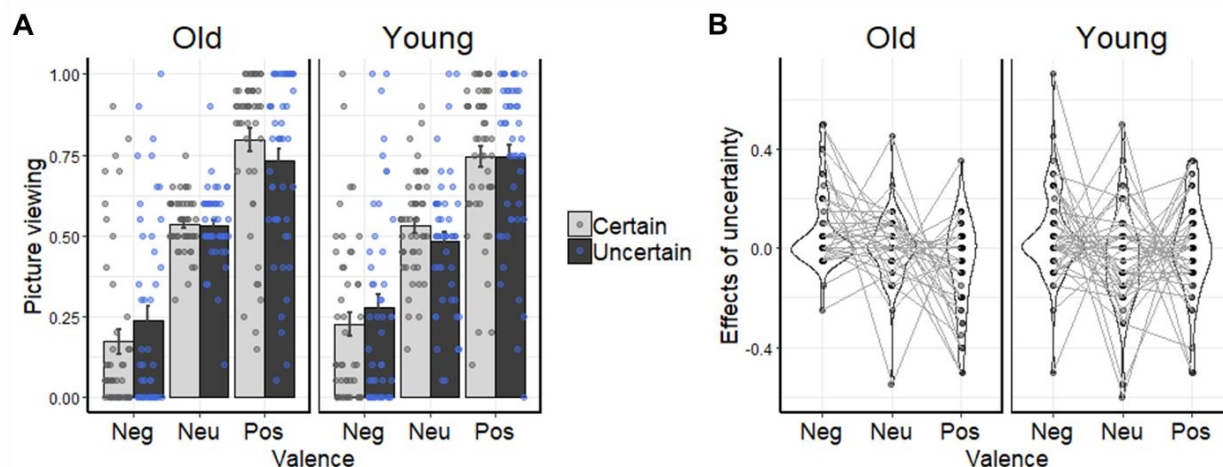 A
Old
Young
Picture viewing
1.00
0.75
0.50
0.25
0.00
Neg Neu Pos
Neg Neu Pos
Valence
Certain
Uncertain
B
Old
Young
Effects of uncertainty
0.4
0.0
-0.4
Neg Neu Pos
Neg Neu Pos
Valence